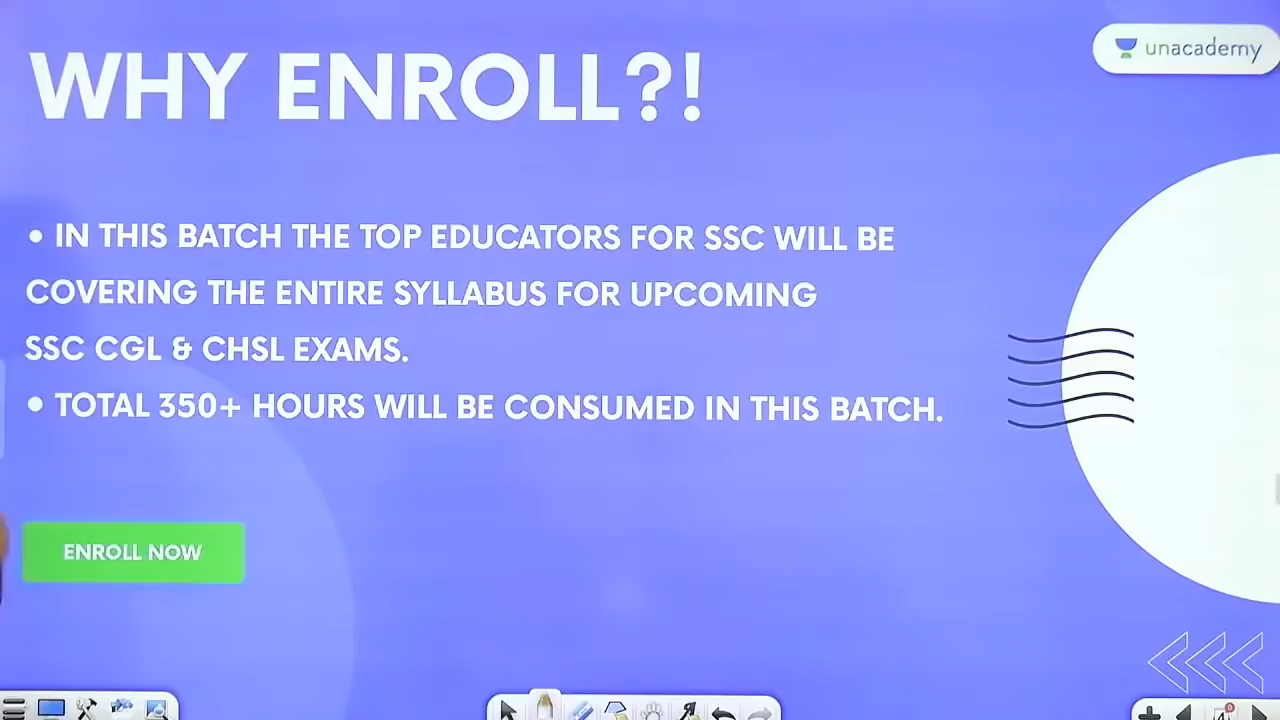 WHY ENROLL?!
unacademy
• IN THIS BATCH THE TOP EDUCATORS FOR SSC WILL BE
COVERING THE ENTIRE SYLLABUS FOR UPCOMING
SSC CGL & CHSL EXAMS.
• TOTAL 350+ HOURS WILL BE CONSUMED IN THIS BATCH.
ENROLL NOW